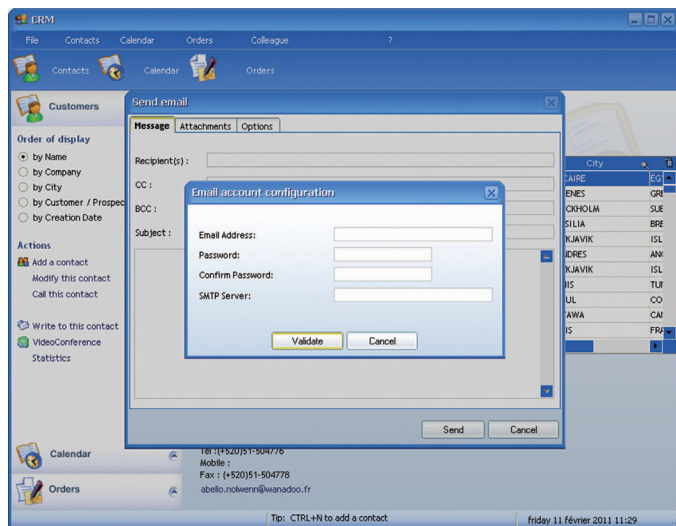 CRM
File Contacts Calendar Orders Colleague ?
Contacts Calendar Orders
Customers
Order of display
by Name
by Company
by City
by Customer / Prospec
by Creation Date
Actions
Add a contact
Modify this contact
Call this contact
Write to this contact
VideoConference
Statistics
Calendar
Orders
Send email
Message Attachments Options
Recipient(s) :
CC :
BCC :
Subject :
Email account configuration
Email Address:
Password:
Confirm Password:
SMTP Server:
Validate Cancel
Send Cancel
City
CAIRE ÉG
ENES GRE
CKHOLM SUE
SILIA BRE
KJAVIK ISL
NDRES ANG
KJAVIK ISL
IS TUN
UL CO
AWA CAN
IS FRA
Tel :(+520)51-504776
Mobile :
Fax : (+520)51-504778
abello.nolwenn@wanadoo.fr
Tip: CTRL+N to add a contact
friday 11 février 2011 11:29